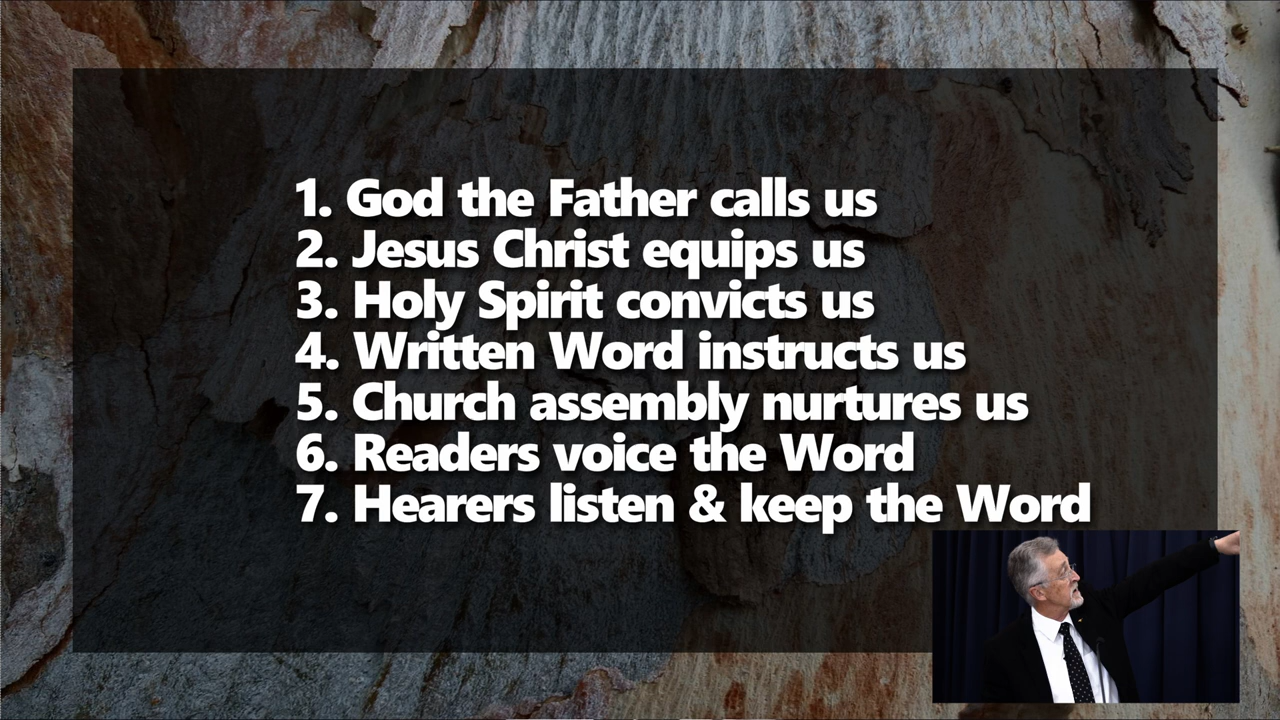 1. God the Father calls us
2. Jesus Christ equips us
3. Holy Spirit convicts us
4. Written Word instructs us
5. Church assembly nurtures us
6. Readers voice the Word
7. Hearers listen & keep the Word